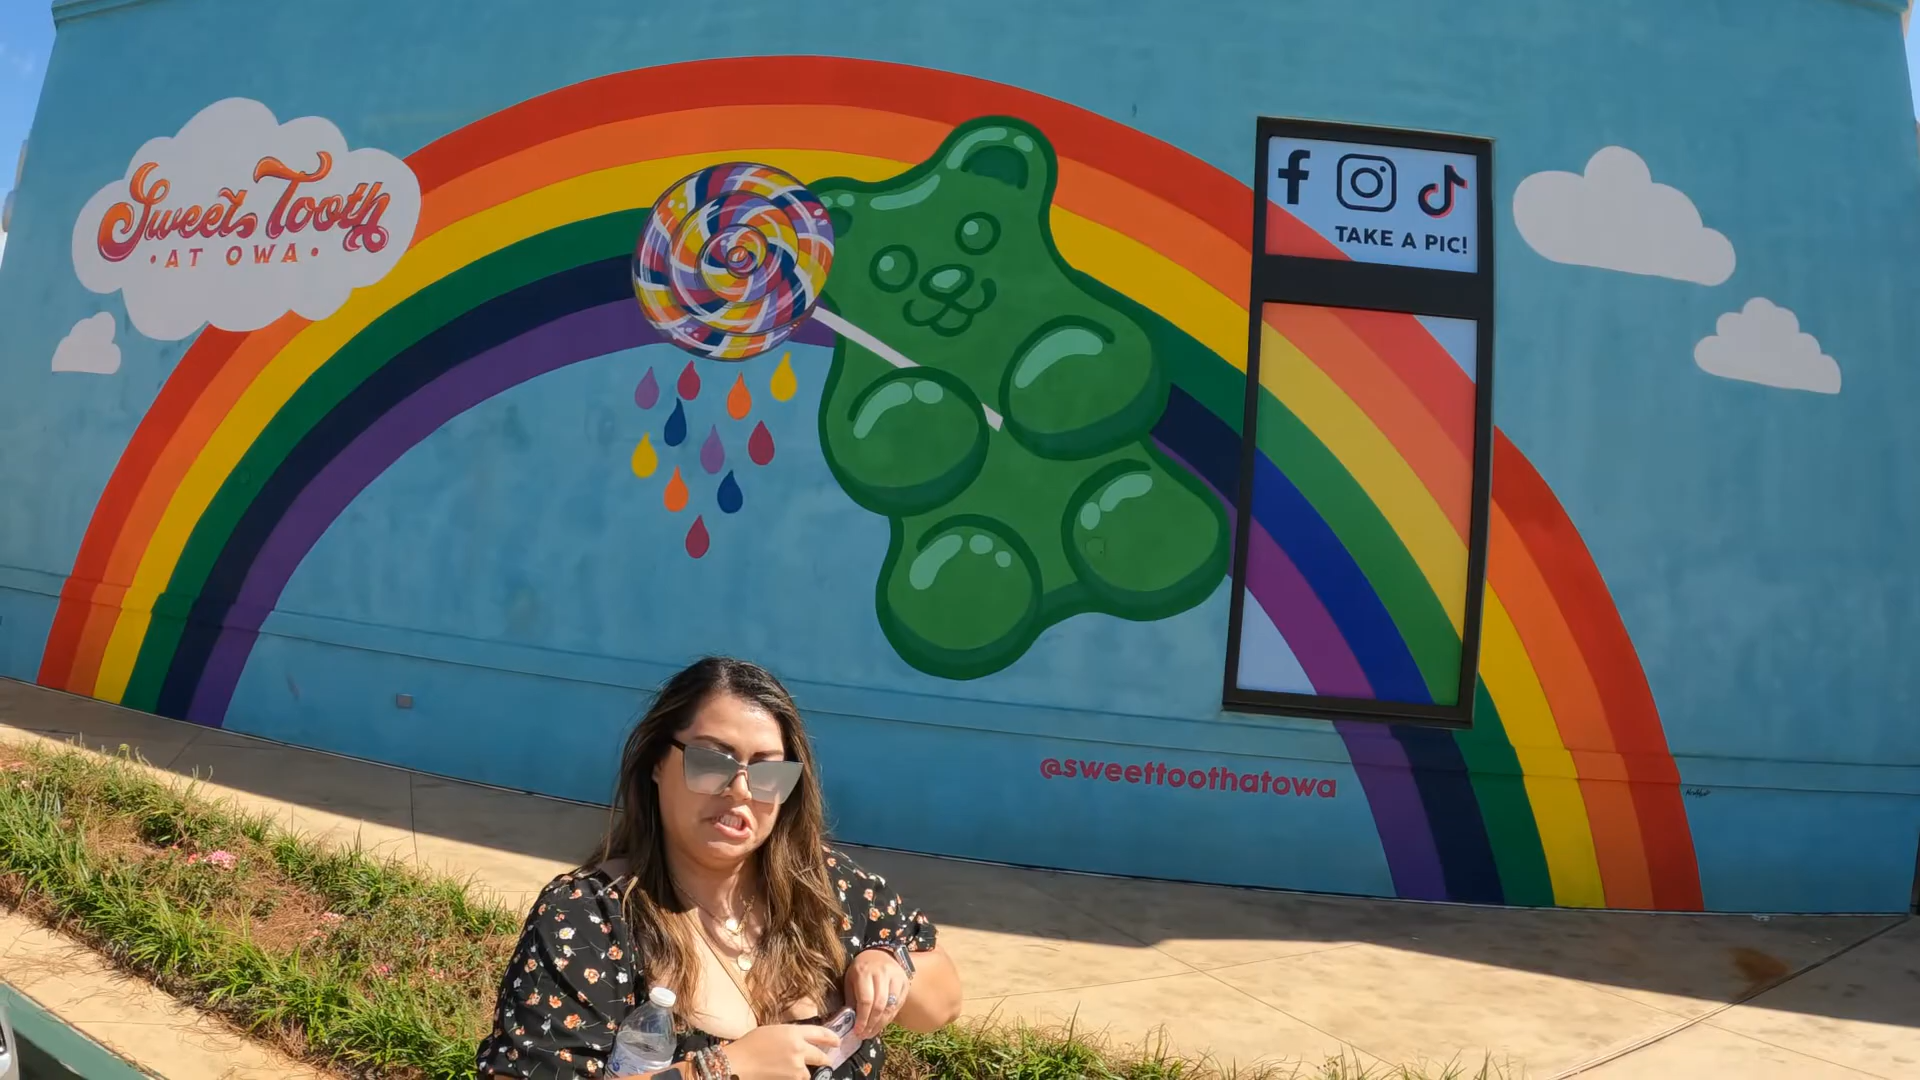 Sweet Tooth
• AT OWA •
TAKE A PIC!
@sweettoothatowa